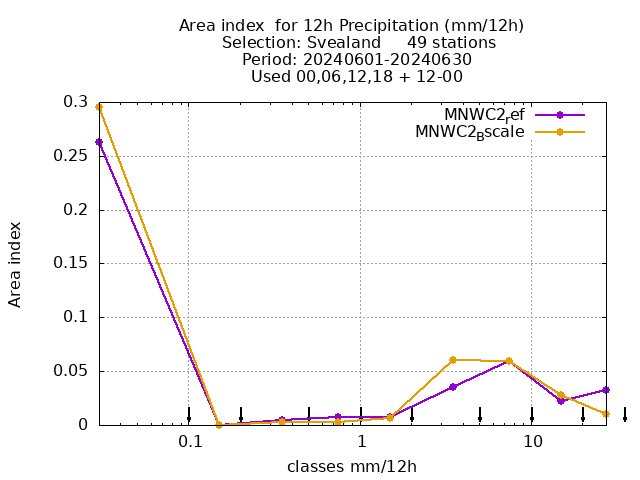 Area index  for 12h Precipitation (mm/12h)
Selection: Svealand     49 stations
Period: 20240601-20240630
Used 00,06,12,18 + 12-00
MNWC2ref
MNWC2Bscale
0.3
0.25
0.2
0.15
0.1
0.05
0
Area index
0.1 1 10
classes mm/12h